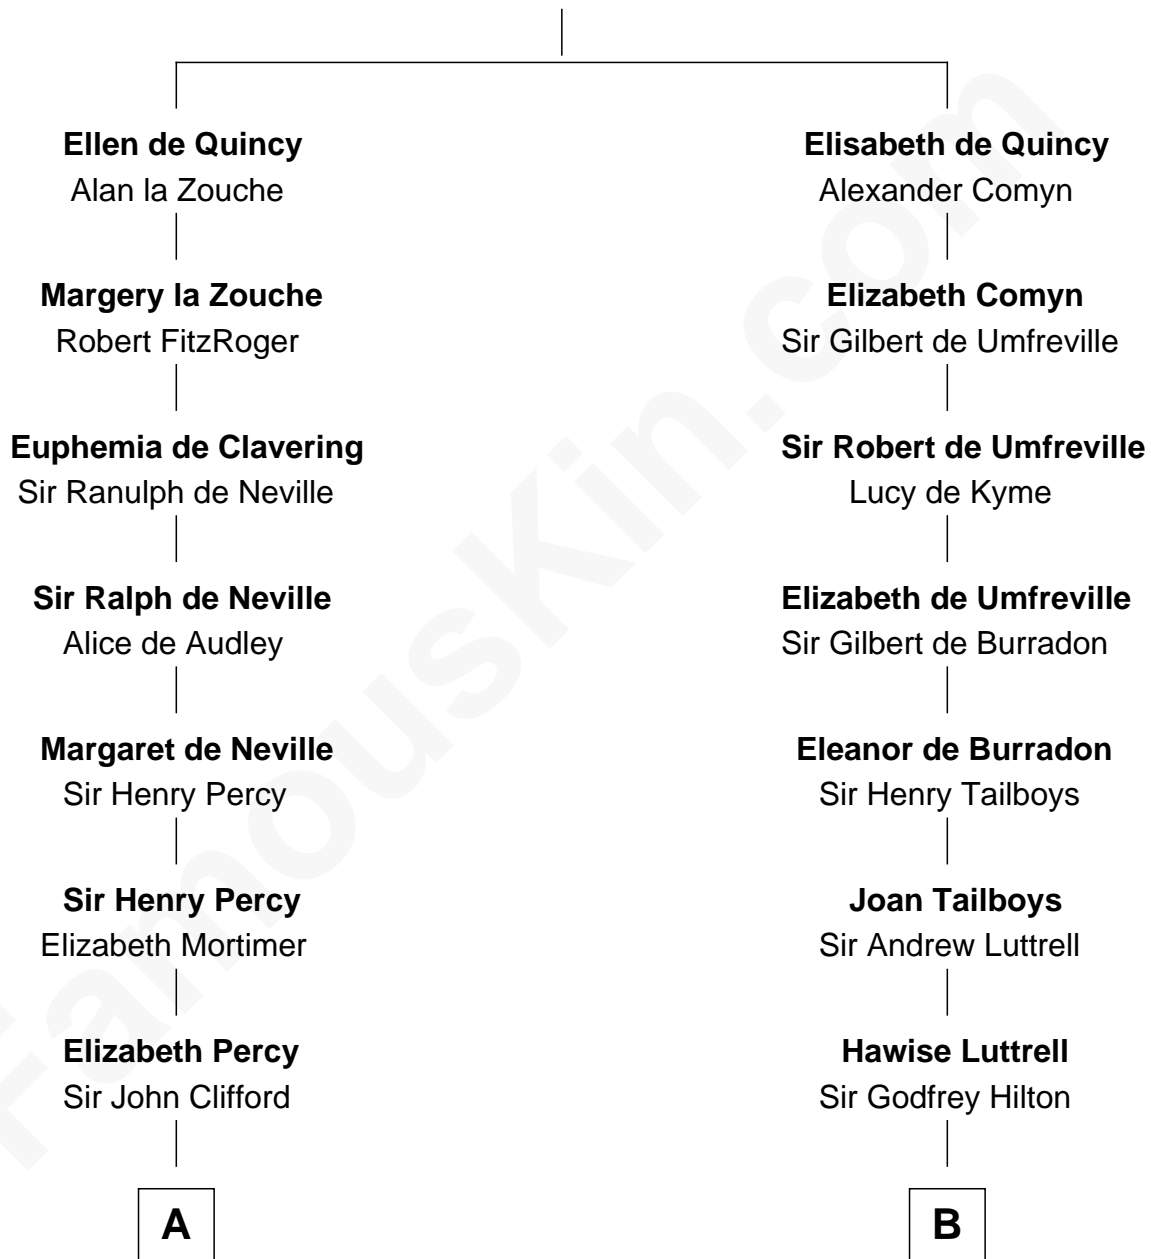 Ellen de Quincy
Alan la Zouche
Elisabeth de Quincy
Alexander Comyn
Margery la Zouche
Robert FitzRoger
Elizabeth Comyn
Sir Gilbert de Umfreville
Euphemia de Clavering
Sir Ranulph de Neville
Sir Robert de Umfreville
Lucy de Kyme
Sir Ralph de Neville
Alice de Audley
Elizabeth de Umfreville
Sir Gilbert de Burradon
Margaret de Neville
Sir Henry Percy
Eleanor de Burradon
Sir Henry Tailboys
Sir Henry Percy
Elizabeth Mortimer
Joan Tailboys
Sir Andrew Luttrell
Elizabeth Percy
Sir John Clifford
Hawise Luttrell
Sir Godfrey Hilton
A
B
FamousKin.com